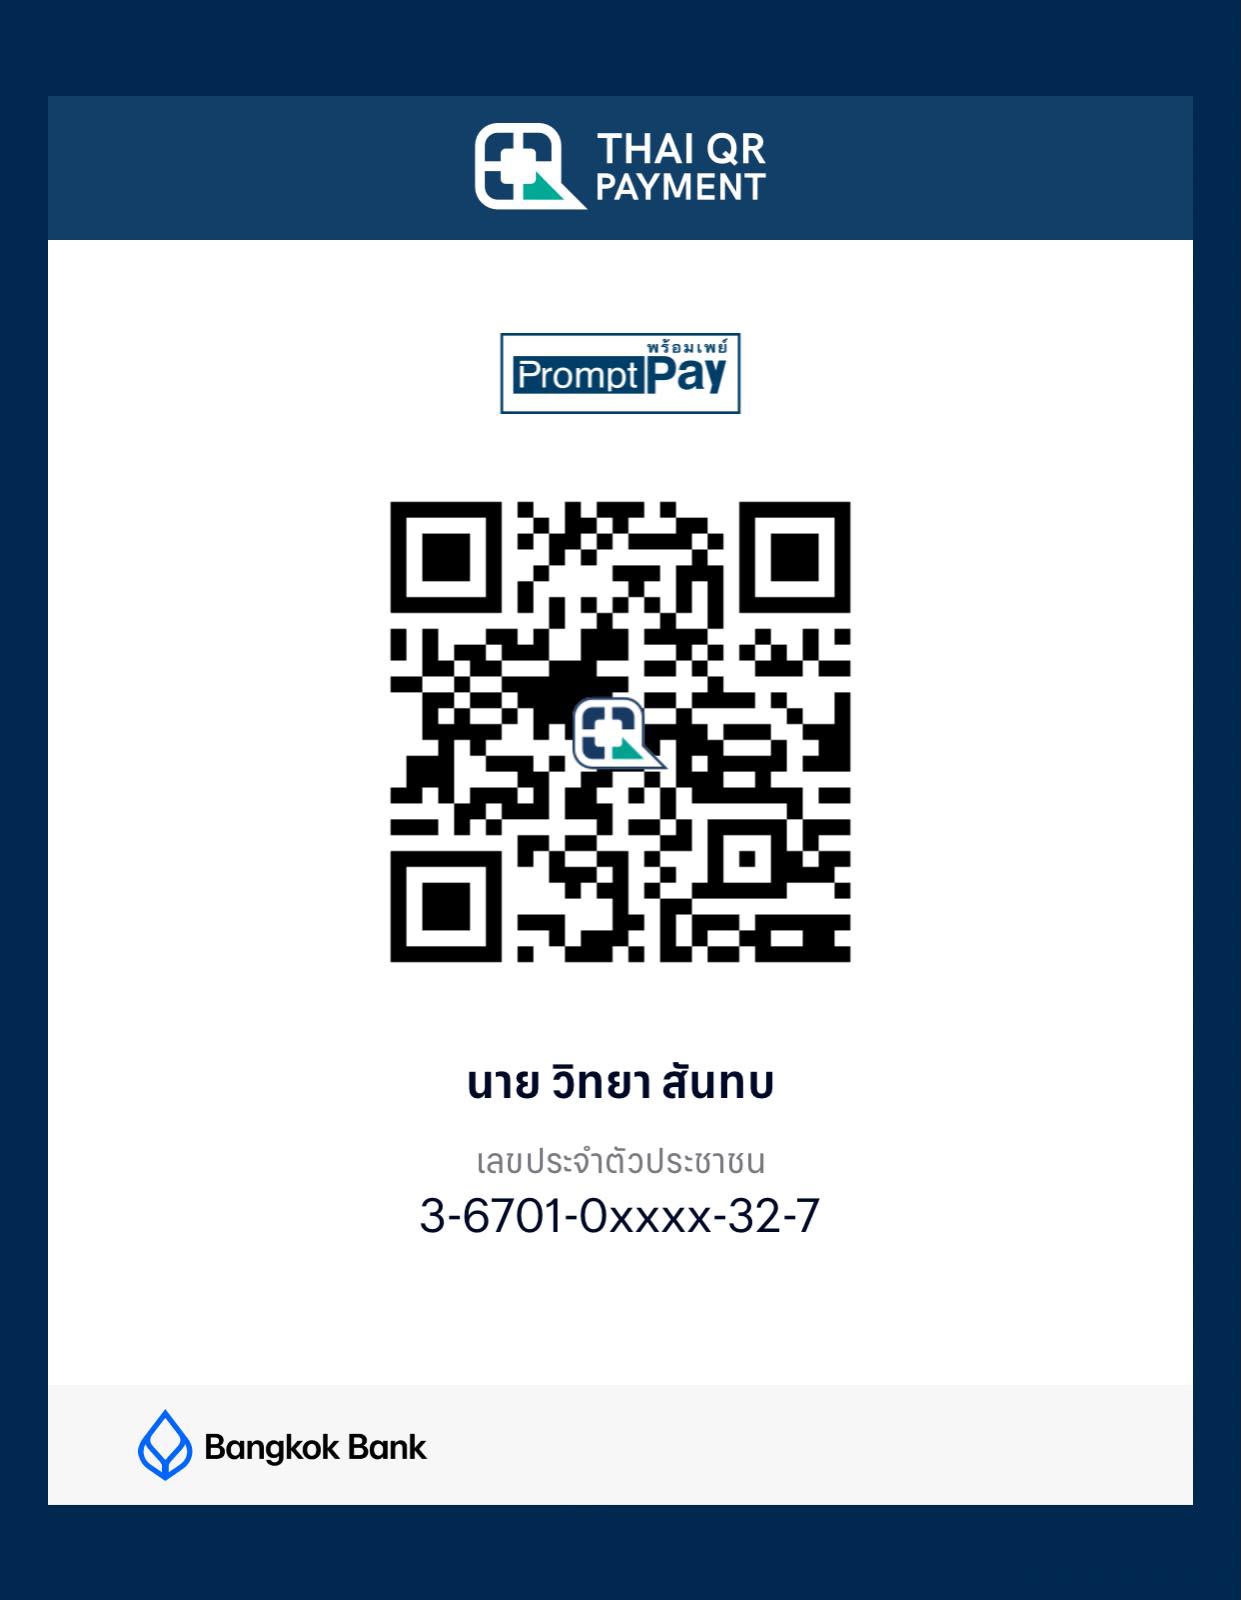 THAI QR
PAYMENT
พร้อมเพย์
PromptPay
นาย วิทยา สันทบ
เลขประจำตัวประชาชน
3-6701-0xxxx-32-7
Bangkok Bank